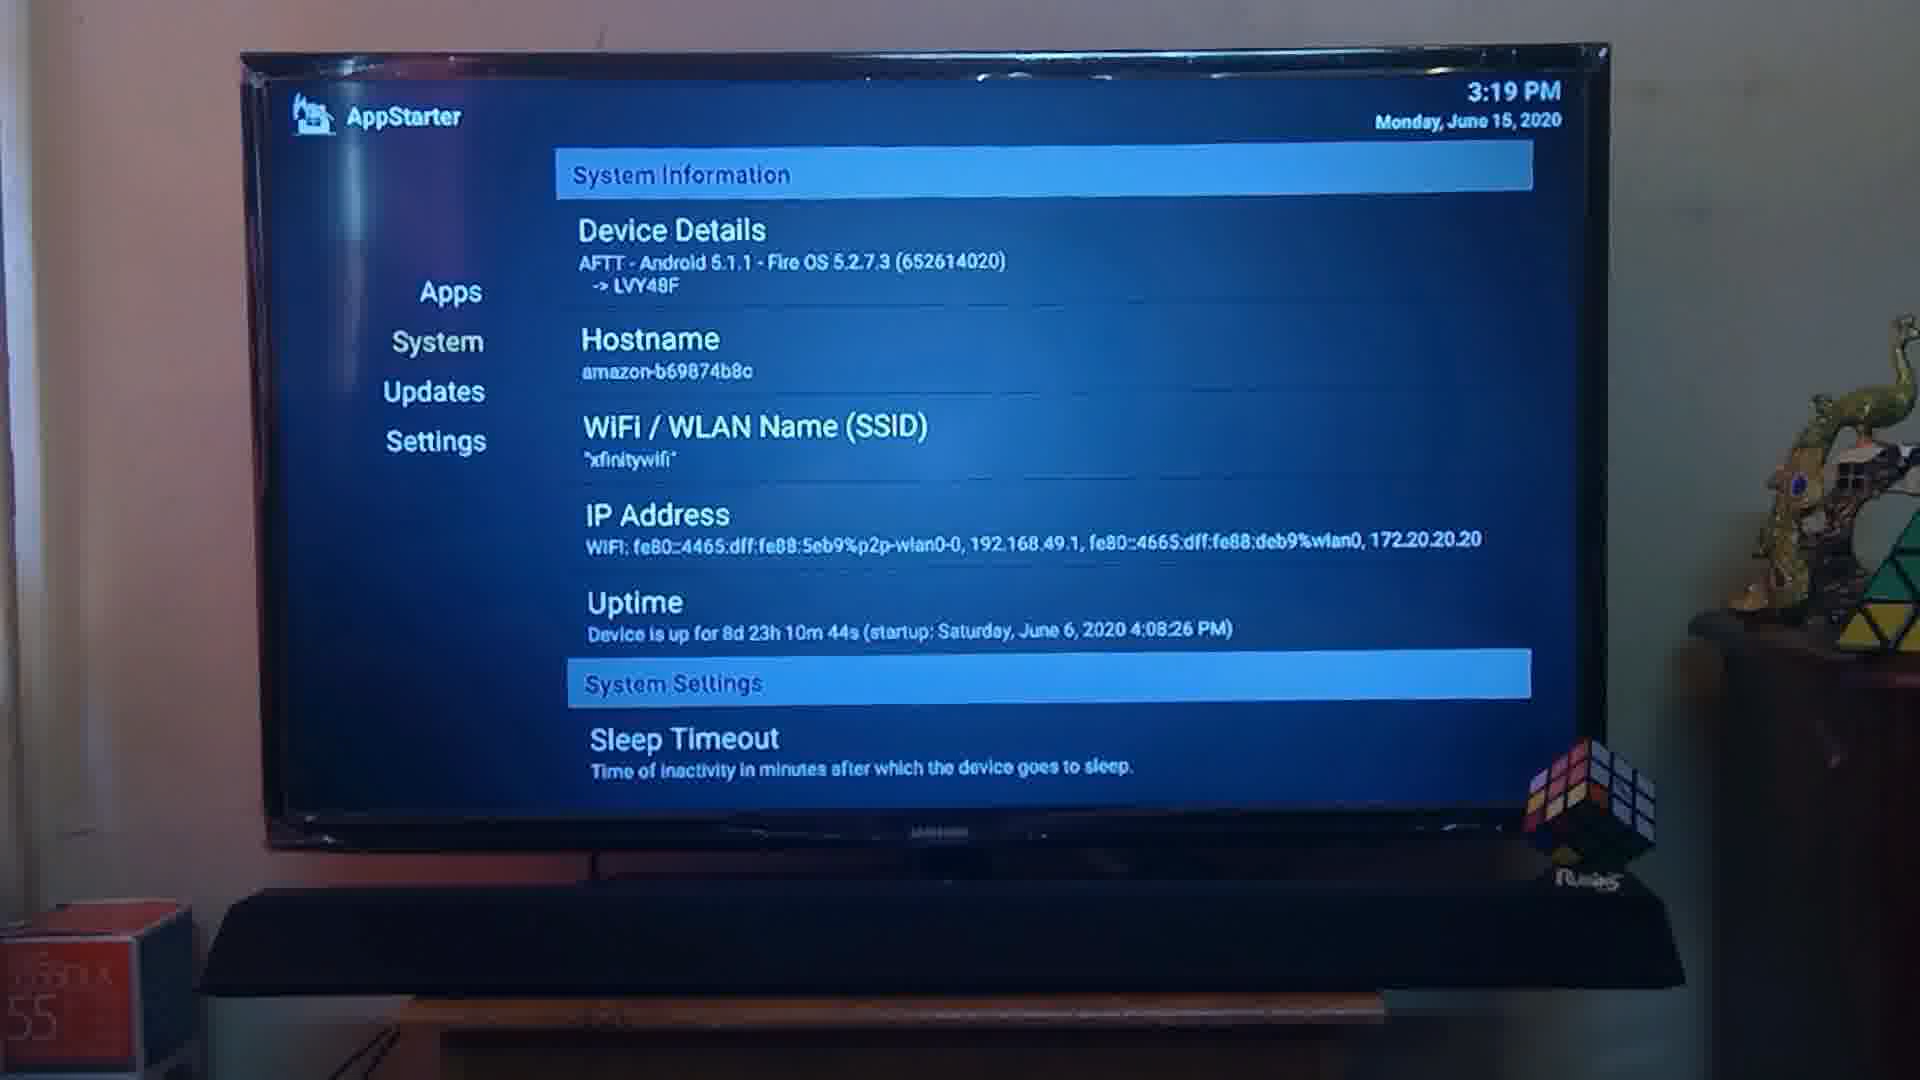 AppStarter
3:19 PM
Monday, June 15, 2020
System Information
Device Details
AFTT - Android 5.1.1 - Fire OS 5.2.7.3 (652614020)
-> LVY48F
Hostname
amazon-b69874b8c
WiFi / WLAN Name (SSID)
"xfinitywifi"
IP Address
WIFI: fe80::4465:dff:fe88:5eb9%p2p-wlan0-0, 192.168.49.1, fe80::4665:dff:fe88:deb9%wlan0, 172.20.20.20
Uptime
Device is up for 8d 23h 10m 44s (startup: Saturday, June 6, 2020 4:08:26 PM)
System Settings
Sleep Timeout
Time of inactivity in minutes after which the device goes to sleep.
Apps
System
Updates
Settings
SAMSUNG
Rubik's
55